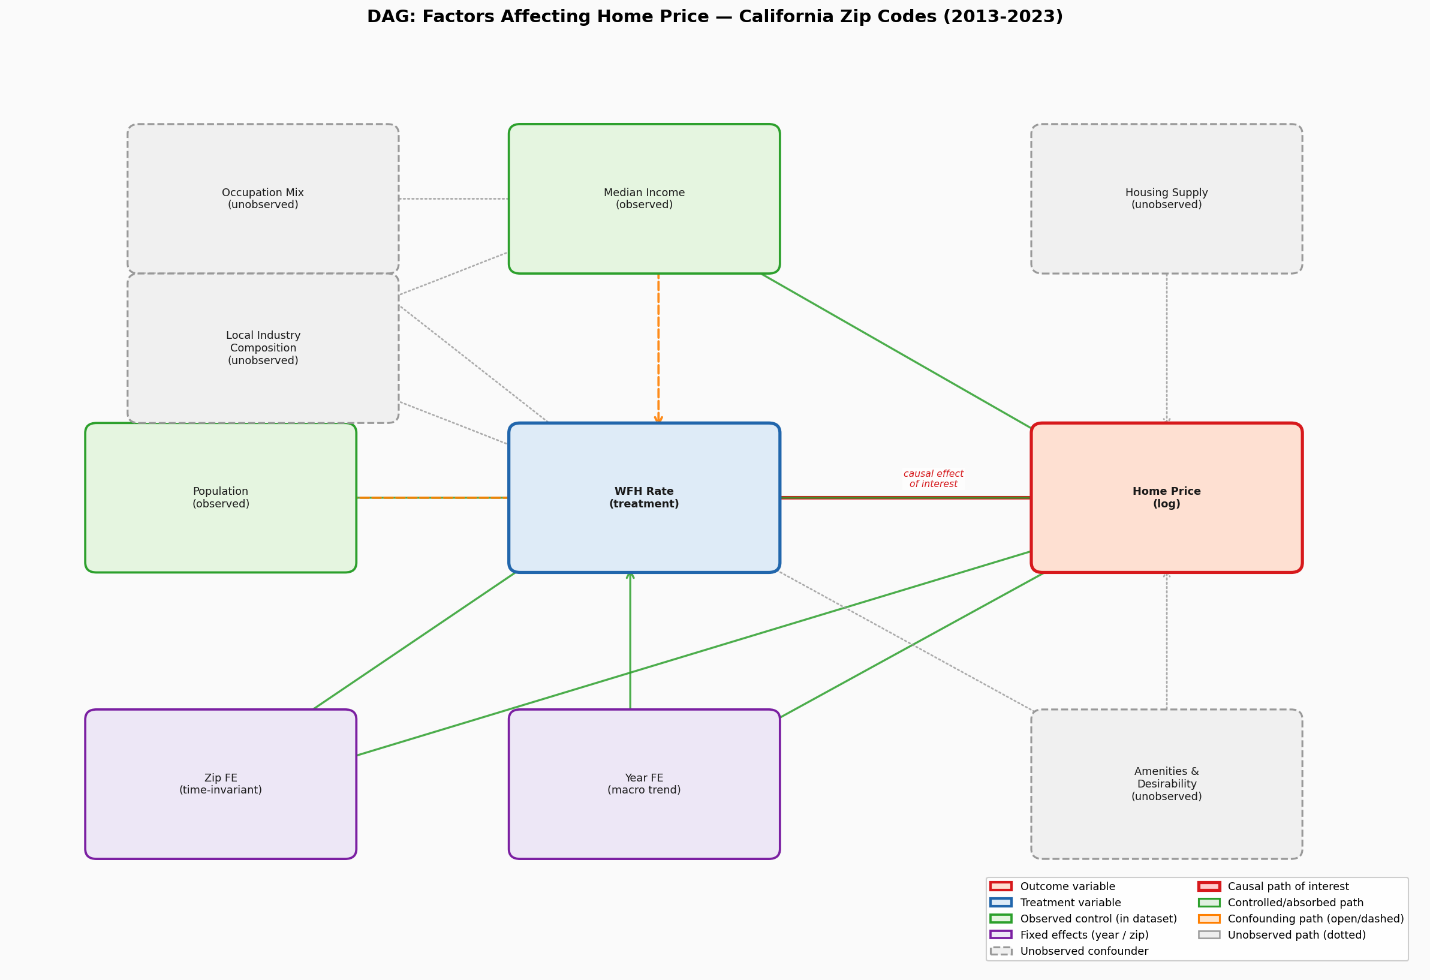 DAG: Factors Affecting Home Price — California Zip Codes (2013-2023)
Occupation Mix
(unobserved)
Median Income
(observed)
Housing Supply
(unobserved)
Local Industry
Composition
(unobserved)
Population
(observed)
WFH Rate
(treatment)
causal effect
of interest
Home Price
(log)
Zip FE
(time-invariant)
Year FE
(macro trend)
Amenities &
Desirability
(unobserved)
Outcome variable
Treatment variable
Observed control (in dataset)
Fixed effects (year / zip)
Unobserved confounder
Causal path of interest
Controlled/absorbed path
Confounding path (open/dashed)
Unobserved path (dotted)